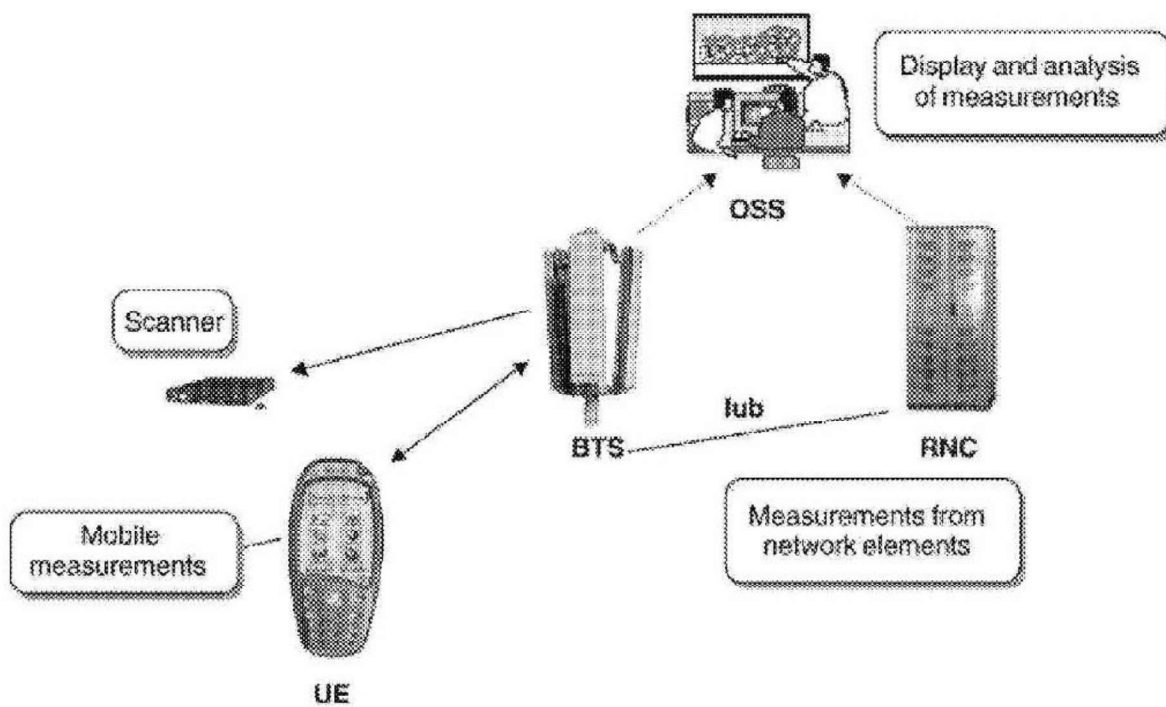 Display and analysis
of measurements
OSS
Scanner
Iub
BTS
RNC
Mobile
measurements
Measurements from
network elements
UE